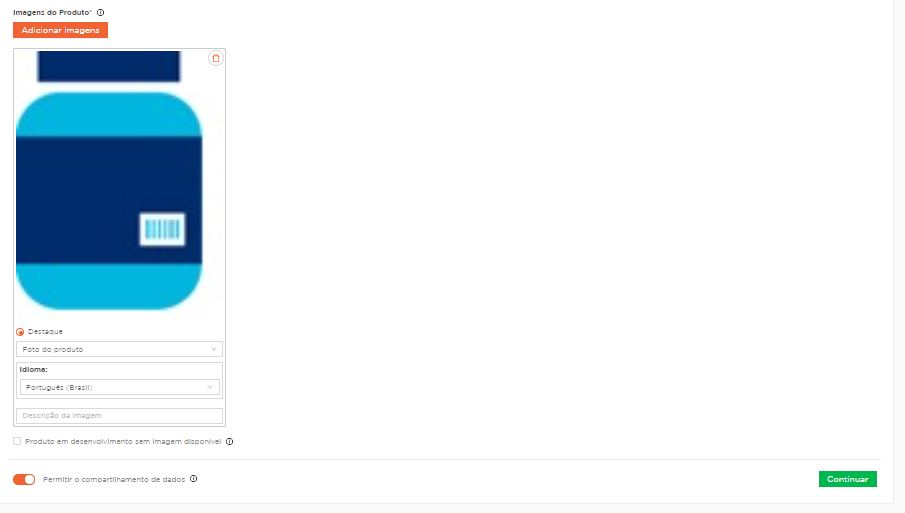 Imagens do Produto*
Adicionar imagens
Destaque
Foto do produto
Idioma:
Português (Brasil)
Descrição da imagem
Produto em desenvolvimento sem imagem disponível
Permitir o compartilhamento de dados
Continuar